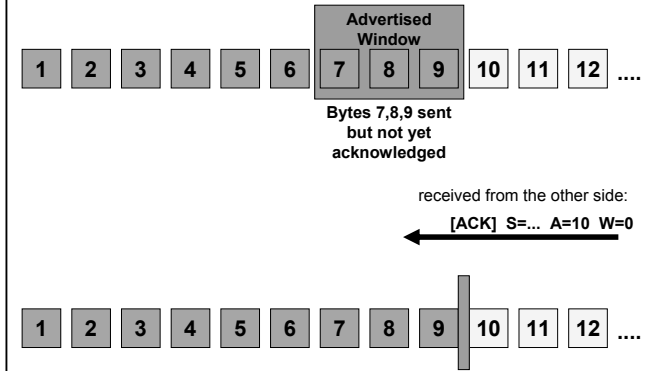 Advertised
Window
1 2 3 4 5 6 7 8 9 10 11 12 ....
Bytes 7,8,9 sent
but not yet
acknowledged
received from the other side:
[ACK] S=... A=10 W=0
1 2 3 4 5 6 7 8 9 10 11 12 ....